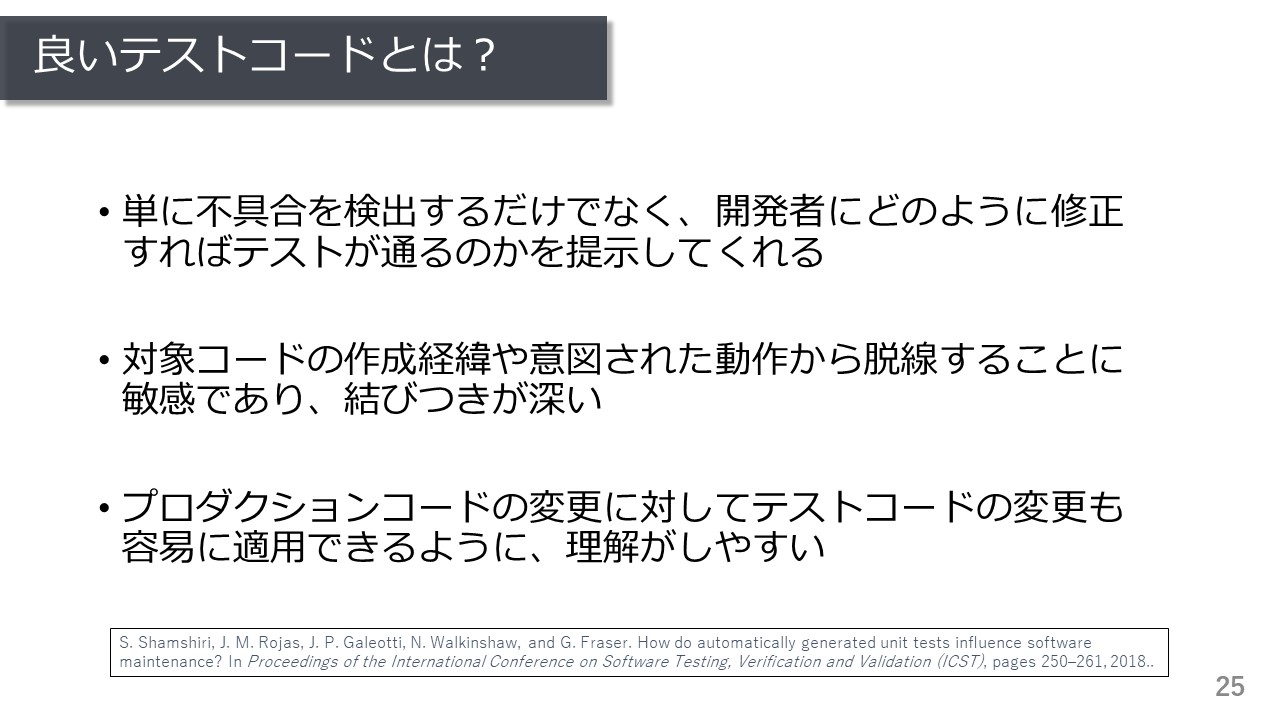 良いテストコードとは？
• 単に不具合を検出するだけでなく、開発者にどのように修正
すればテストが通るのかを提示してくれる
• 対象コードの作成経緯や意図された動作から脱線することに
敏感であり、結びつきが深い
• プロダクションコードの変更に対してテストコードの変更も
容易に適用できるように、理解がしやすい
S. Shamshiri, J. M. Rojas, J. P. Galeotti, N. Walkinshaw, and G. Fraser. How do automatically generated unit tests influence software
maintenance? In Proceedings of the International Conference on Software Testing, Verification and Validation (ICST), pages 250–261, 2018..
25